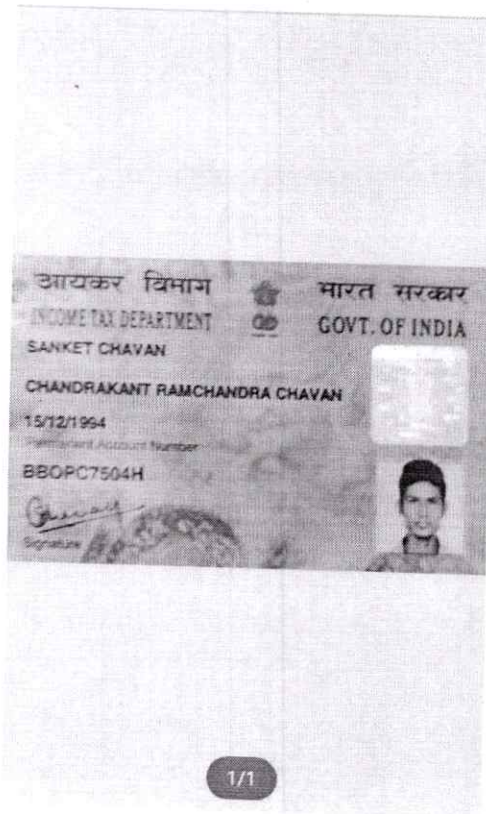 आयकर विभाग
भारत सरकार
INCOME TAX DEPARTMENT
GOVT. OF INDIA
SANKET CHAVAN
CHANDRAKANT RAMCHANDRA CHAVAN
15/12/1994
Permanent Account Number
BBOPC7504H
Signature
1/1